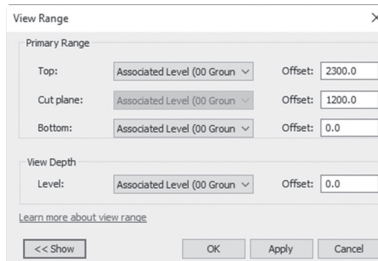 View Range
Primary Range
Top: Associated Level (00 Groun Offset: 2300.0
Cut plane: Associated Level (00 Groun Offset: 1200.0
Bottom: Associated Level (00 Groun Offset: 0.0
View Depth
Level: Associated Level (00 Groun Offset: 0.0
Learn more about view range
<< Show OK Apply Cancel